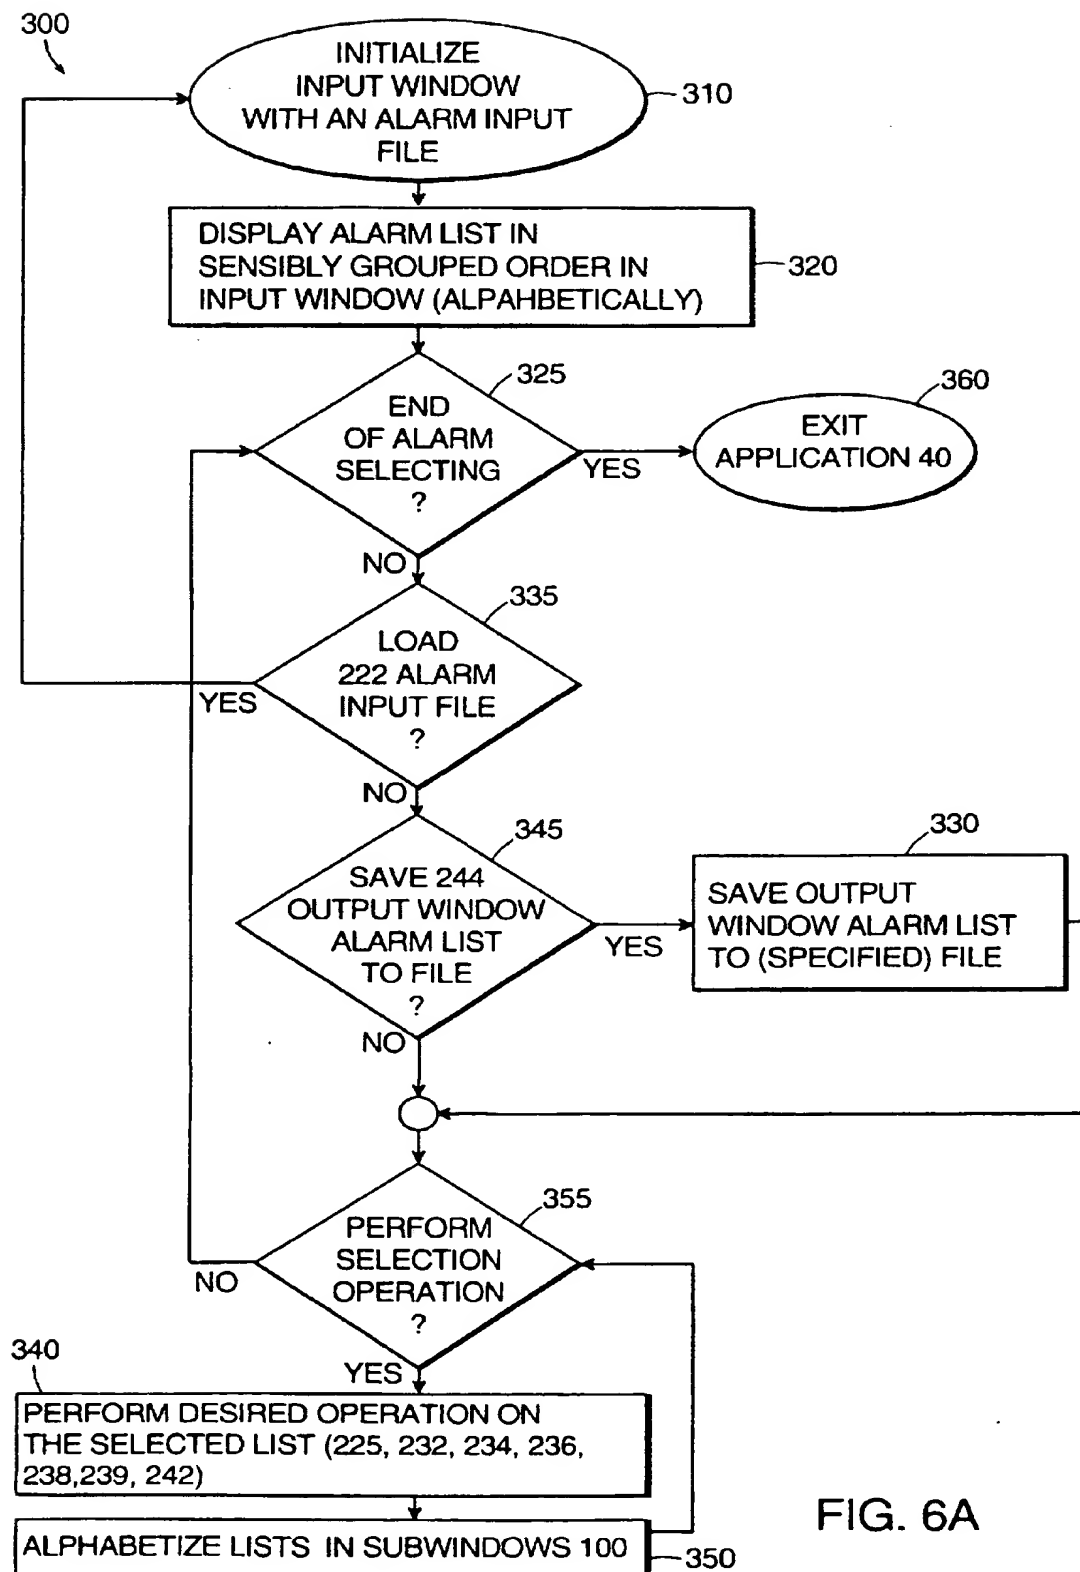 300
INITIALIZE
INPUT WINDOW
WITH AN ALARM INPUT
FILE
310
DISPLAY ALARM LIST IN
SENSIBLY GROUPED ORDER IN
INPUT WINDOW (ALPAHBETICALLY)
320
325
END
OF ALARM
SELECTING
?
YES
360
EXIT
APPLICATION 40
NO
335
LOAD
222 ALARM
INPUT FILE
?
YES
NO
345
SAVE 244
OUTPUT WINDOW
ALARM LIST
TO FILE
?
YES
330
SAVE OUTPUT
WINDOW ALARM LIST
TO (SPECIFIED) FILE
NO
355
PERFORM
SELECTION
OPERATION
?
NO
YES
340
PERFORM DESIRED OPERATION ON
THE SELECTED LIST (225, 232, 234, 236,
238,239, 242)
ALPHABETIZE LISTS IN SUBWINDOWS 100
350
FIG. 6A